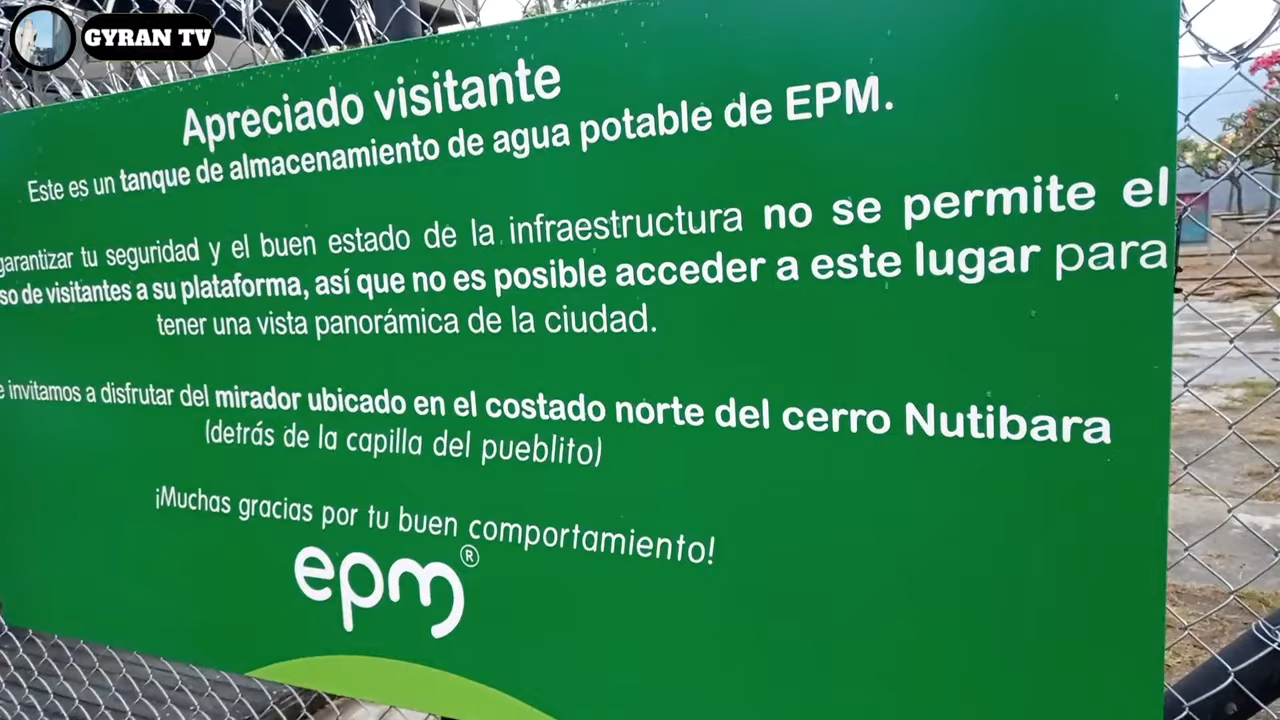 GYRAN TV
Apreciado visitante
Este es un tanque de almacenamiento de agua potable de EPM.
garantizar tu seguridad y el buen estado de la infraestructura no se permite el
so de visitantes a su plataforma, así que no es posible acceder a este lugar para
tener una vista panorámica de la ciudad.
e invitamos a disfrutar del mirador ubicado en el costado norte del cerro Nutibara
(detrás de la capilla del pueblito)
¡Muchas gracias por tu buen comportamiento!
epm®